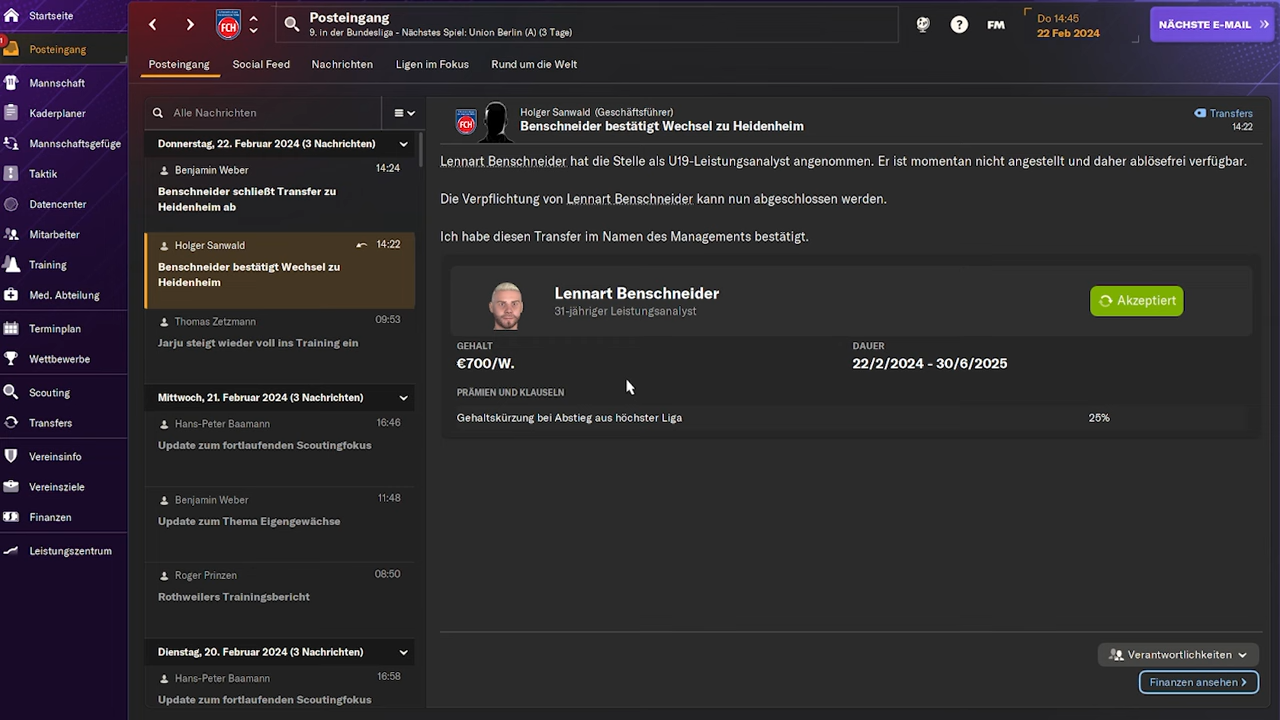 Startseite
1
Posteingang
Mannschaft
Kaderplaner
Mannschaftsgefüge
Taktik
Datencenter
Mitarbeiter
Training
Med. Abteilung
Terminplan
Wettbewerbe
Scouting
Transfers
Vereinsinfo
Vereinsziele
Finanzen
Leistungszentrum
FCH
Posteingang
9. in der Bundesliga - Nächstes Spiel: Union Berlin (A) (3 Tage)
?
FM
Do 14:45
22 Feb 2024
NÄCHSTE E-MAIL
Posteingang
Social Feed
Nachrichten
Ligen im Fokus
Rund um die Welt
Alle Nachrichten
Donnerstag, 22. Februar 2024 (3 Nachrichten)
Benjamin Weber 14:24
Benschneider schließt Transfer zu
Heidenheim ab
Holger Sanwald 14:22
Benschneider bestätigt Wechsel zu
Heidenheim
Thomas Zetzmann 09:53
Jarju steigt wieder voll ins Training ein
Mittwoch, 21. Februar 2024 (3 Nachrichten)
Hans-Peter Baamann 16:46
Update zum fortlaufenden Scoutingfokus
Benjamin Weber 11:48
Update zum Thema Eigengewächse
Roger Prinzen 08:50
Rothweilers Trainingsbericht
Dienstag, 20. Februar 2024 (3 Nachrichten)
Hans-Peter Baamann 16:58
Update zum fortlaufenden Scoutingfokus
FCH
Holger Sanwald (Geschäftsführer)
Benschneider bestätigt Wechsel zu Heidenheim
Transfers
14:22
Lennart Benschneider hat die Stelle als U19-Leistungsanalyst angenommen. Er ist momentan nicht angestellt und daher ablösefrei verfügbar.
Die Verpflichtung von Lennart Benschneider kann nun abgeschlossen werden.
Ich habe diesen Transfer im Namen des Managements bestätigt.
Lennart Benschneider
31-jähriger Leistungsanalyst
Akzeptiert
GEHALT
€700/W.
DAUER
22/2/2024 - 30/6/2025
PRÄMIEN UND KLAUSELN
Gehaltskürzung bei Abstieg aus höchster Liga 25%
Verantwortlichkeiten
Finanzen ansehen